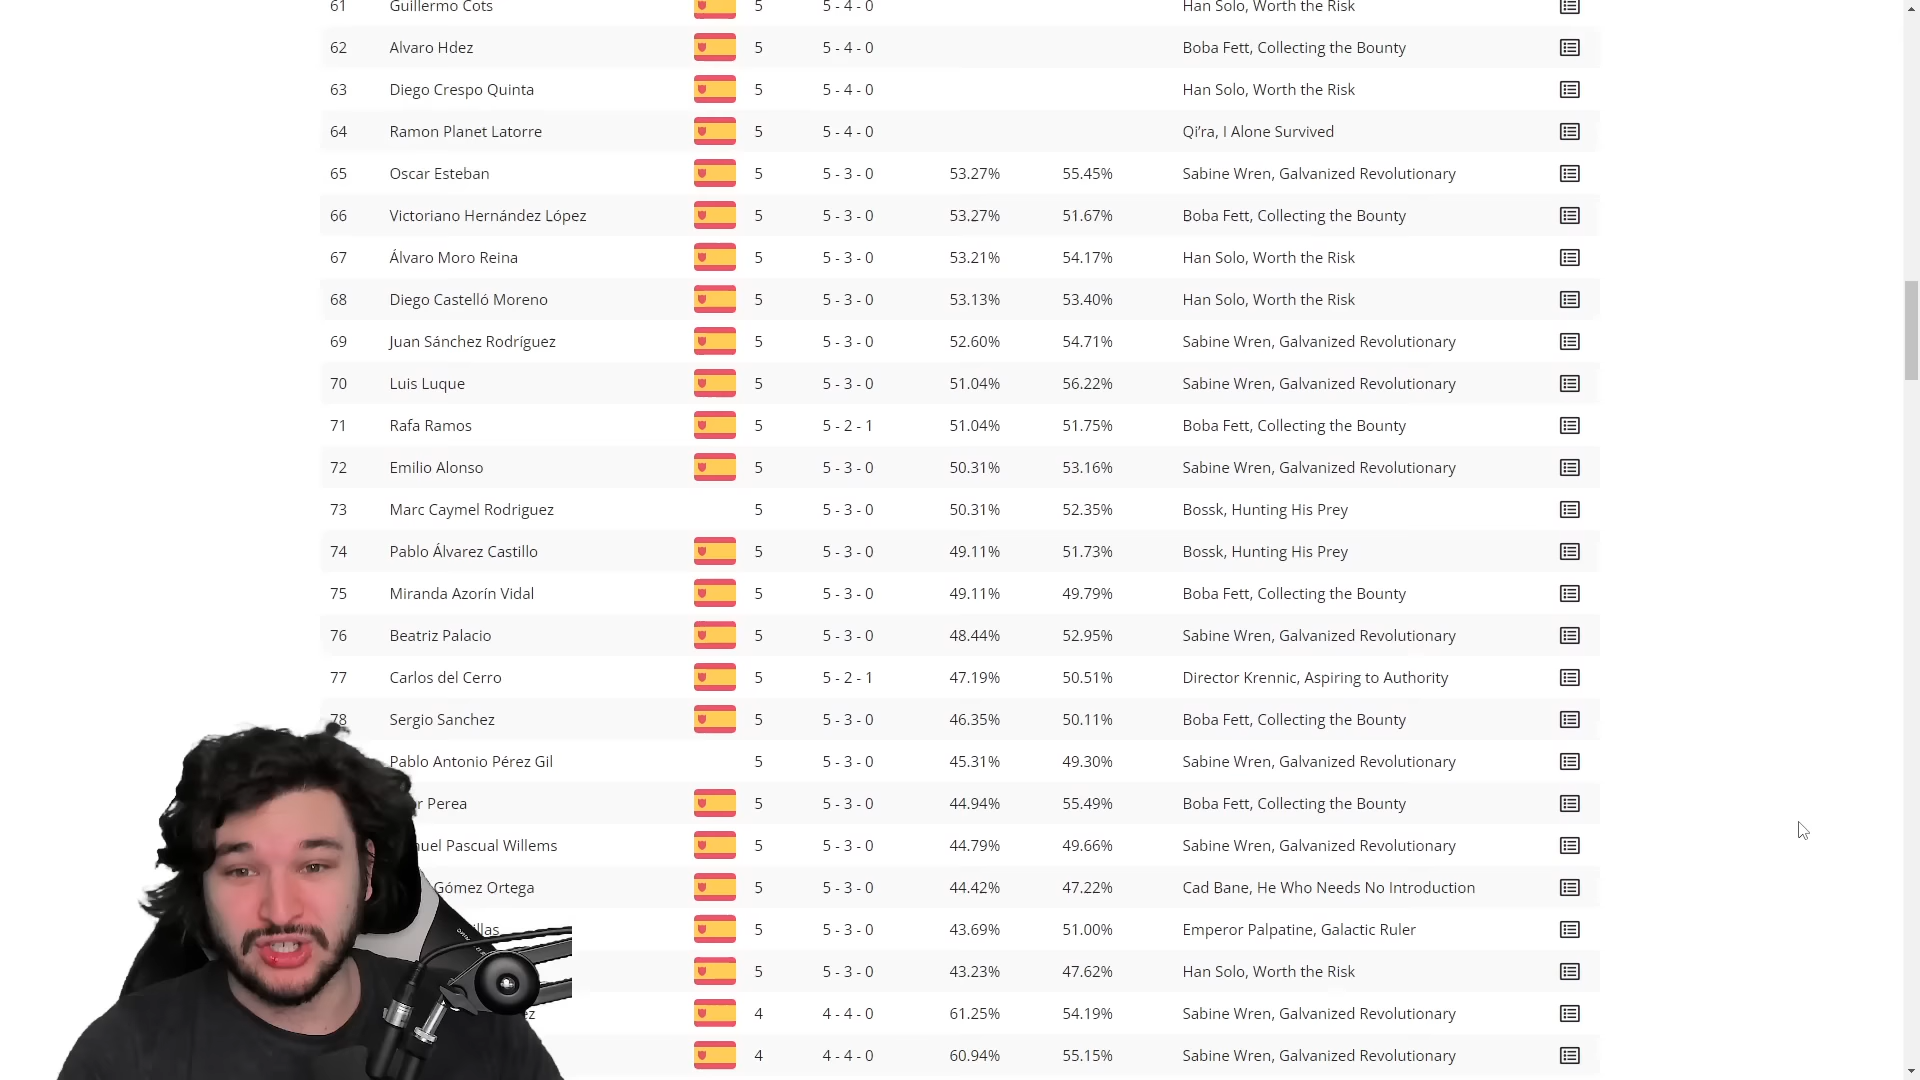 61 Guillermo Cots 5 5 - 4 - 0 Han Solo, Worth the Risk
62 Alvaro Hdez 5 5 - 4 - 0 Boba Fett, Collecting the Bounty
63 Diego Crespo Quinta 5 5 - 4 - 0 Han Solo, Worth the Risk
64 Ramon Planet Latorre 5 5 - 4 - 0 Qi’ra, I Alone Survived
65 Oscar Esteban 5 5 - 3 - 0 53.27% 55.45% Sabine Wren, Galvanized Revolutionary
66 Victoriano Hernández López 5 5 - 3 - 0 53.27% 51.67% Boba Fett, Collecting the Bounty
67 Álvaro Moro Reina 5 5 - 3 - 0 53.21% 54.17% Han Solo, Worth the Risk
68 Diego Castelló Moreno 5 5 - 3 - 0 53.13% 53.40% Han Solo, Worth the Risk
69 Juan Sánchez Rodríguez 5 5 - 3 - 0 52.60% 54.71% Sabine Wren, Galvanized Revolutionary
70 Luis Luque 5 5 - 3 - 0 51.04% 56.22% Sabine Wren, Galvanized Revolutionary
71 Rafa Ramos 5 5 - 2 - 1 51.04% 51.75% Boba Fett, Collecting the Bounty
72 Emilio Alonso 5 5 - 3 - 0 50.31% 53.16% Sabine Wren, Galvanized Revolutionary
73 Marc Caymel Rodriguez 5 5 - 3 - 0 50.31% 52.35% Bossk, Hunting His Prey
74 Pablo Álvarez Castillo 5 5 - 3 - 0 49.11% 51.73% Bossk, Hunting His Prey
75 Miranda Azorín Vidal 5 5 - 3 - 0 49.11% 49.79% Boba Fett, Collecting the Bounty
76 Beatriz Palacio 5 5 - 3 - 0 48.44% 52.95% Sabine Wren, Galvanized Revolutionary
77 Carlos del Cerro 5 5 - 2 - 1 47.19% 50.51% Director Krennic, Aspiring to Authority
78 Sergio Sanchez 5 5 - 3 - 0 46.35% 50.11% Boba Fett, Collecting the Bounty
Pablo Antonio Pérez Gil 5 5 - 3 - 0 45.31% 49.30% Sabine Wren, Galvanized Revolutionary
Perea 5 5 - 3 - 0 44.94% 55.49% Boba Fett, Collecting the Bounty
Pascual Willems 5 5 - 3 - 0 44.79% 49.66% Sabine Wren, Galvanized Revolutionary
Gómez Ortega 5 5 - 3 - 0 44.42% 47.22% Cad Bane, He Who Needs No Introduction
5 5 - 3 - 0 43.69% 51.00% Emperor Palpatine, Galactic Ruler
5 5 - 3 - 0 43.23% 47.62% Han Solo, Worth the Risk
4 4 - 4 - 0 61.25% 54.19% Sabine Wren, Galvanized Revolutionary
4 4 - 4 - 0 60.94% 55.15% Sabine Wren, Galvanized Revolutionary